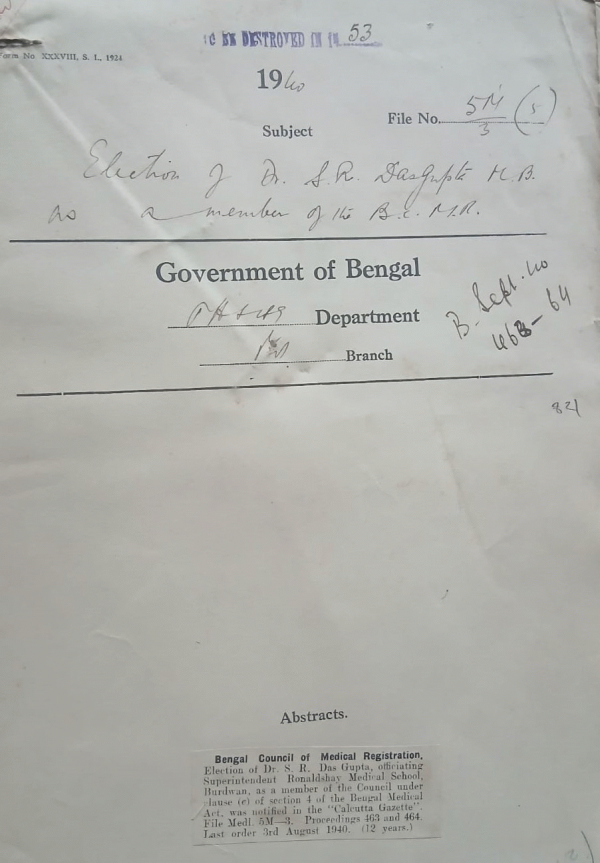 TO BE DESTROYED IN 19 53
Form No. XXXVIII, S. I., 1924
1940
File No. 5M/3 (5)
Subject
Election of Dr. S. R. Das Gupta M.B.
as a member of the B. C. M. R.
Government of Bengal
Department
Branch
B. Sept. 40
463-64
821
Abstracts.
Bengal Council of Medical Registration,
Election of Dr. S. R. Das Gupta, officiating
Superintendent Ronaldshay Medical School,
Burdwan, as a member of the Council under
clause (e) of section 4 of the Bengal Medical
Act, was notified in the "Calcutta Gazette".
File Medl. 5M—3. Proceedings 463 and 464.
Last order 3rd August 1940. (12 years.)